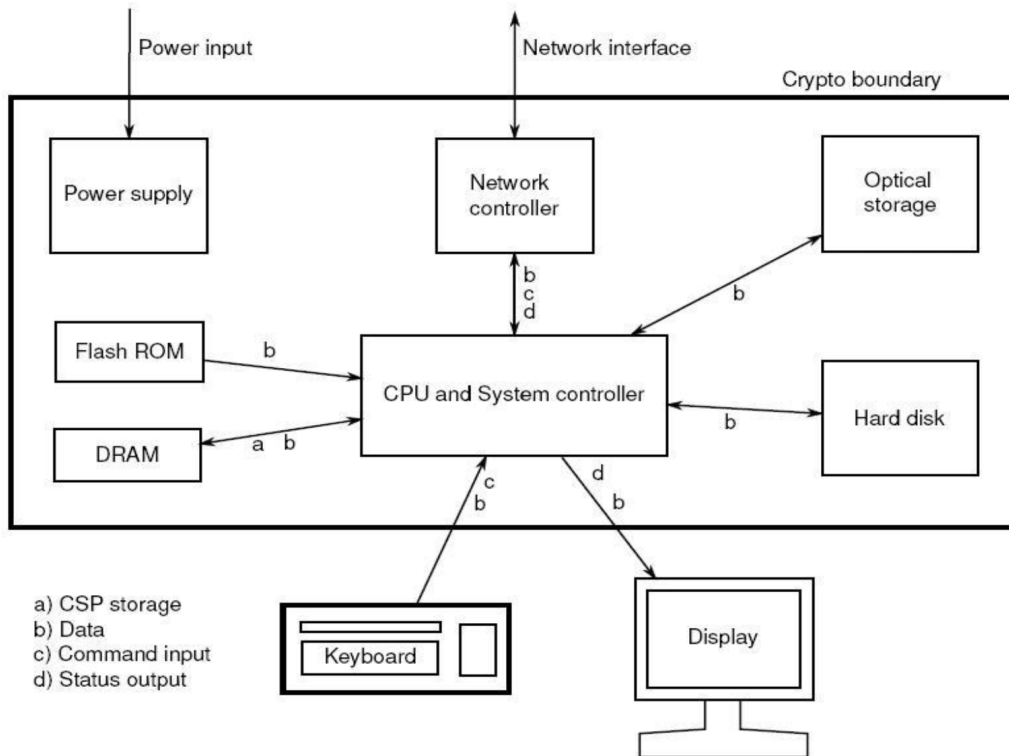 Power input
Network interface
Crypto boundary
Power supply
Network
controller
Optical
storage
b
c
d
b
Flash ROM
b
CPU and System controller
Hard disk
b
DRAM
a b
c
b
d
b
a) CSP storage
b) Data
c) Command input
d) Status output
Keyboard
Display